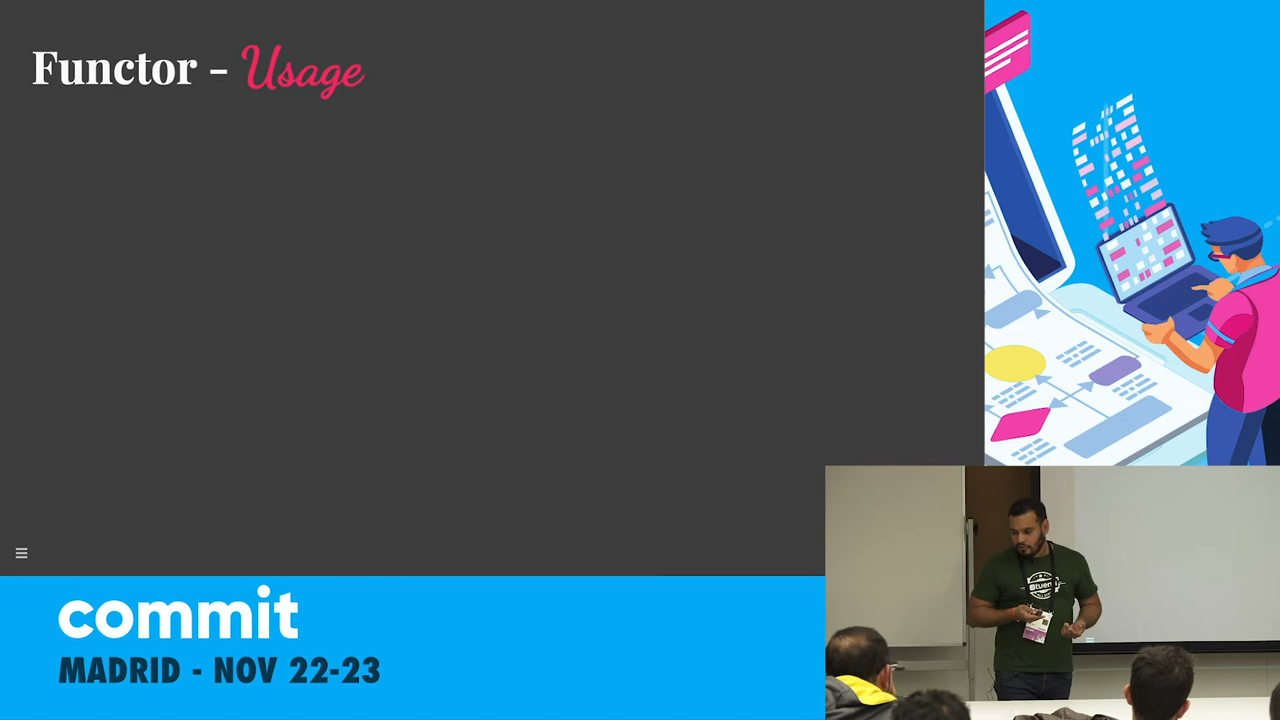 Functor - Usage
commit
MADRID - NOV 22-23